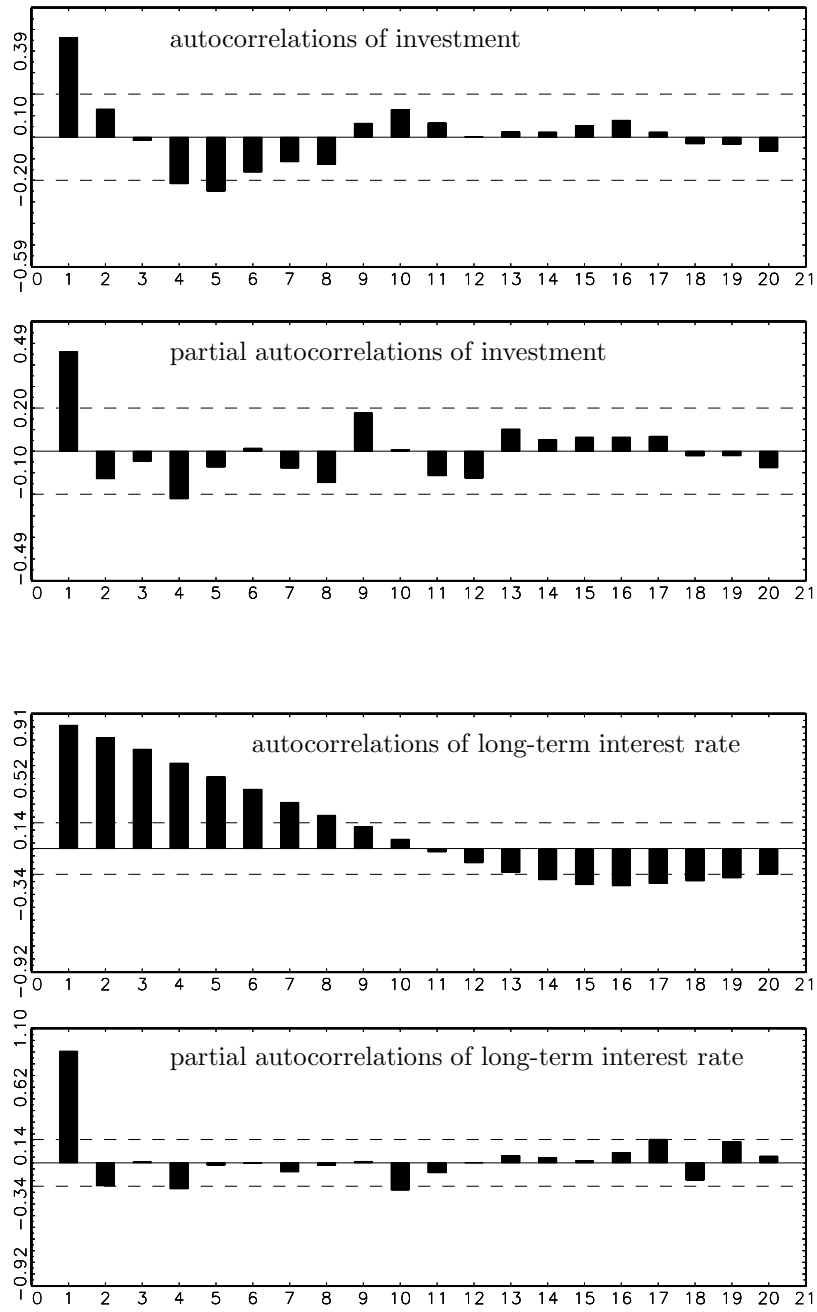 autocorrelations of investment
0.39
0.10
−0.20
−0.59
0 1 2 3 4 5 6 7 8 9 10 11 12 13 14 15 16 17 18 19 20 21
partial autocorrelations of investment
0.49
0.20
−0.10
−0.49
0 1 2 3 4 5 6 7 8 9 10 11 12 13 14 15 16 17 18 19 20 21
autocorrelations of long-term interest rate
0.91
0.52
0.14
−0.34
−0.92
0 1 2 3 4 5 6 7 8 9 10 11 12 13 14 15 16 17 18 19 20 21
partial autocorrelations of long-term interest rate
1.10
0.62
0.14
−0.34
−0.92
0 1 2 3 4 5 6 7 8 9 10 11 12 13 14 15 16 17 18 19 20 21